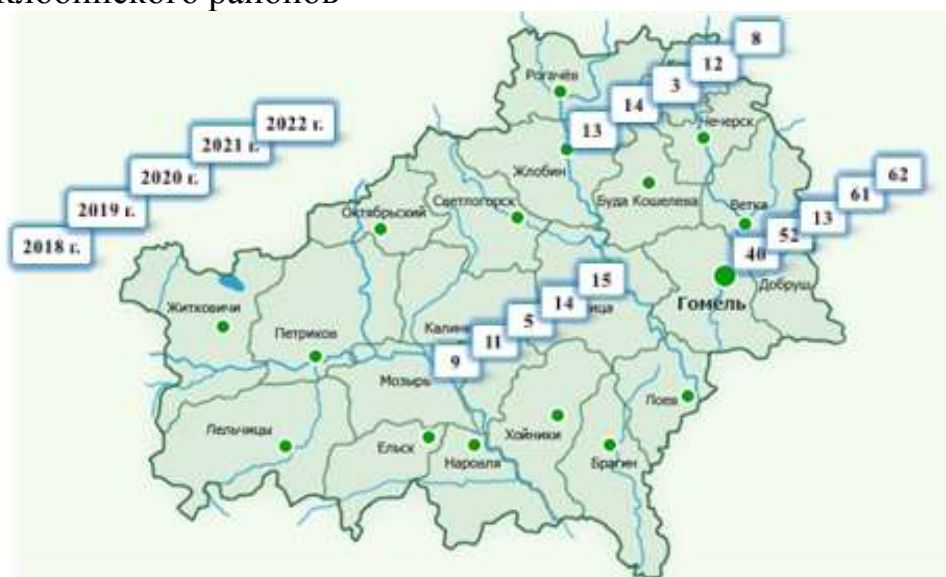 Жлобинского районов
8
12
3
14
13
Рогачёв
Чечерск
2022 г.
2021 г.
2020 г.
2019 г.
2018 г.
Жлобин
Буда Кошелева
Светлогорск
Октябрьский
Ветка
62
61
13
52
40
Добруш
Гомель
Житковичи
Петриков
15
14
5
11
9
Мозырь
Лоев
Хойники
Лельчицы
Ельск
Наровля
Брагин